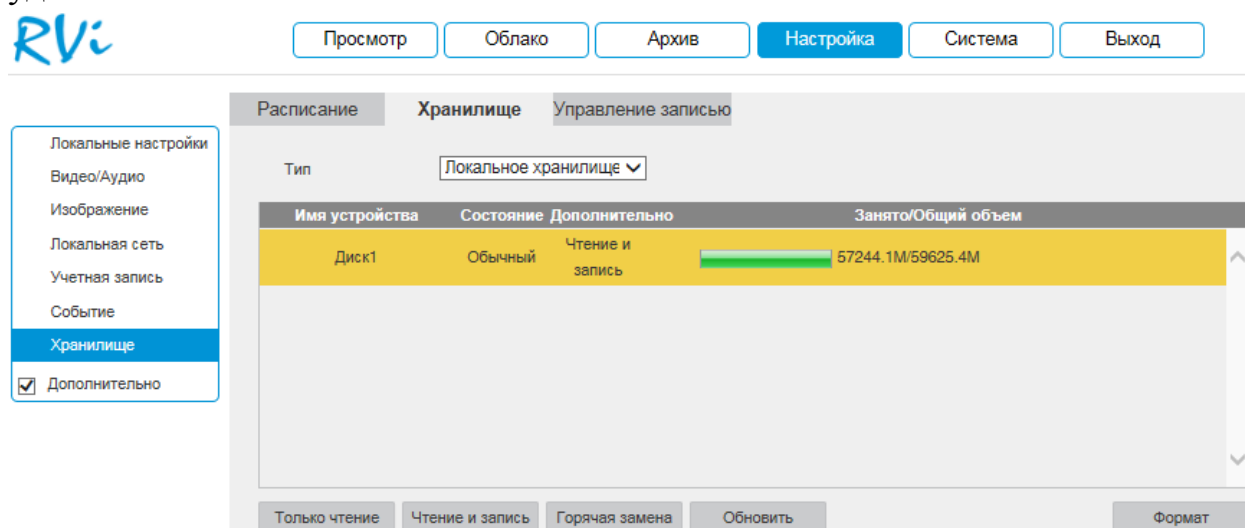 RVi
Просмотр Облако Архив Настройка Система Выход
Расписание Хранилище Управление записью
Локальные настройки
Видео/Аудио
Изображение
Локальная сеть
Учетная запись
Событие
Хранилище
Дополнительно
Тип Локальное хранилище
Имя устройства Состояние Дополнительно Занято/Общий объем
Диск1 Обычный Чтение и запись 57244.1M/59625.4M
Только чтение Чтение и запись Горячая замена Обновить Формат